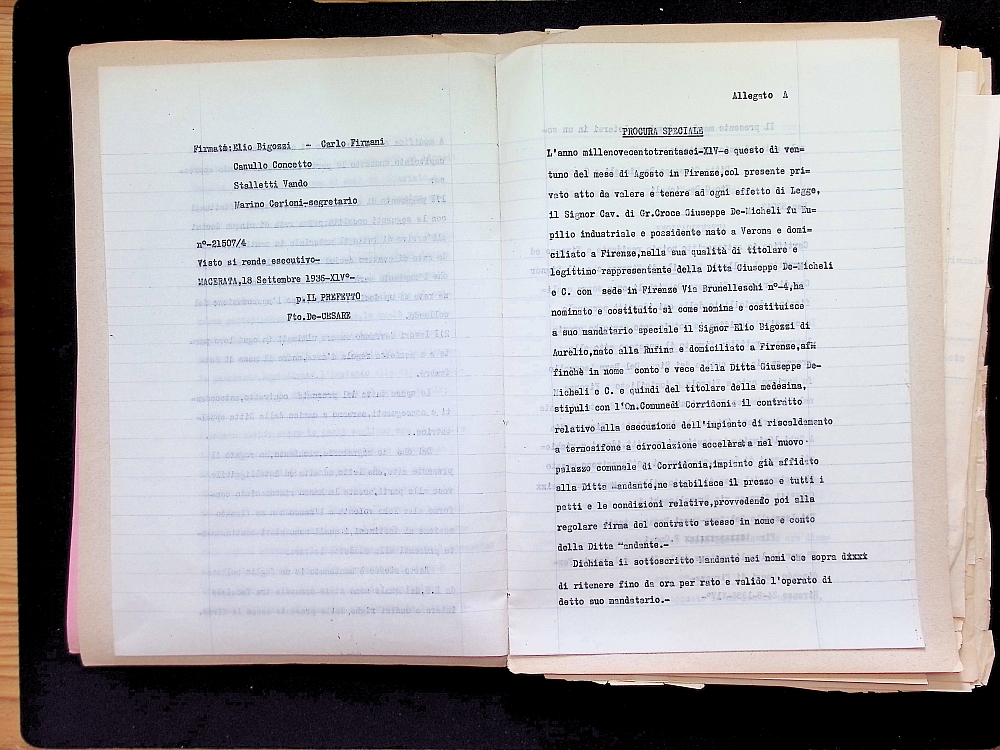 Firmatá:Elio Bigozzi - Carlo Firmani
Canullo Concetto
Stalletti Vando
Marino Cerioni-segretario
n°-21507/4
Visto si rende esecutivo-
MACERATA,18 Settembre 1936-XIV°-
p.IL PREFETTO
Fto.De-CESARE
Allegato A
PROCURA SPECIALE
L'anno millenovecentotrentasei-XIV-e questo dì ven=
tuno del mese di Agosto in Firenze,col presente pri=
vato atto da valere e tenere ad ogni effetto di Legge,
il Signor Cav. di Gr.Croce Giuseppe De-Micheli fu Eu=
pilio industriale e possidente nato a Verona e domi=
ciliato a Firenze,nella sua qualità di titolare e
legittimo rappresentante della Ditta Giuseppe De-Micheli
e C. con sede in Firenze Via Brunelleschi n°-4,ha
nominato e costituito sì come nomina e costituisce
a suo mandatario speciale il Signor Elio Bigozzi di
Aurelio,nato alla Rufina e domiciliato a Firenze,af=
finchè in nome conto e vece della Ditta Giuseppe De-
Micheli e C. e quindi del titolare della medesima,
stipuli con l'On.Comunedi Corridonia il contratto
relativo alla esecuzione dell'impianto di riscaldamento
a termosifone a circolazione accelerata nel nuovo
palazzo comunale di Corridonia,impianto già affidato
alla Ditta mandante,ne stabilisce il prezzo e tutti i
patti e le condizioni relative,provvedendo poi alla
regolare firma del contratto stesso in nome e conto
della Ditta mandante.-
Dichiata il sottoscritto Mandante nei nomi che sopra dixxt
di ritenere fino da ora per rato e valido l'operato di
detto suo mandatario.-